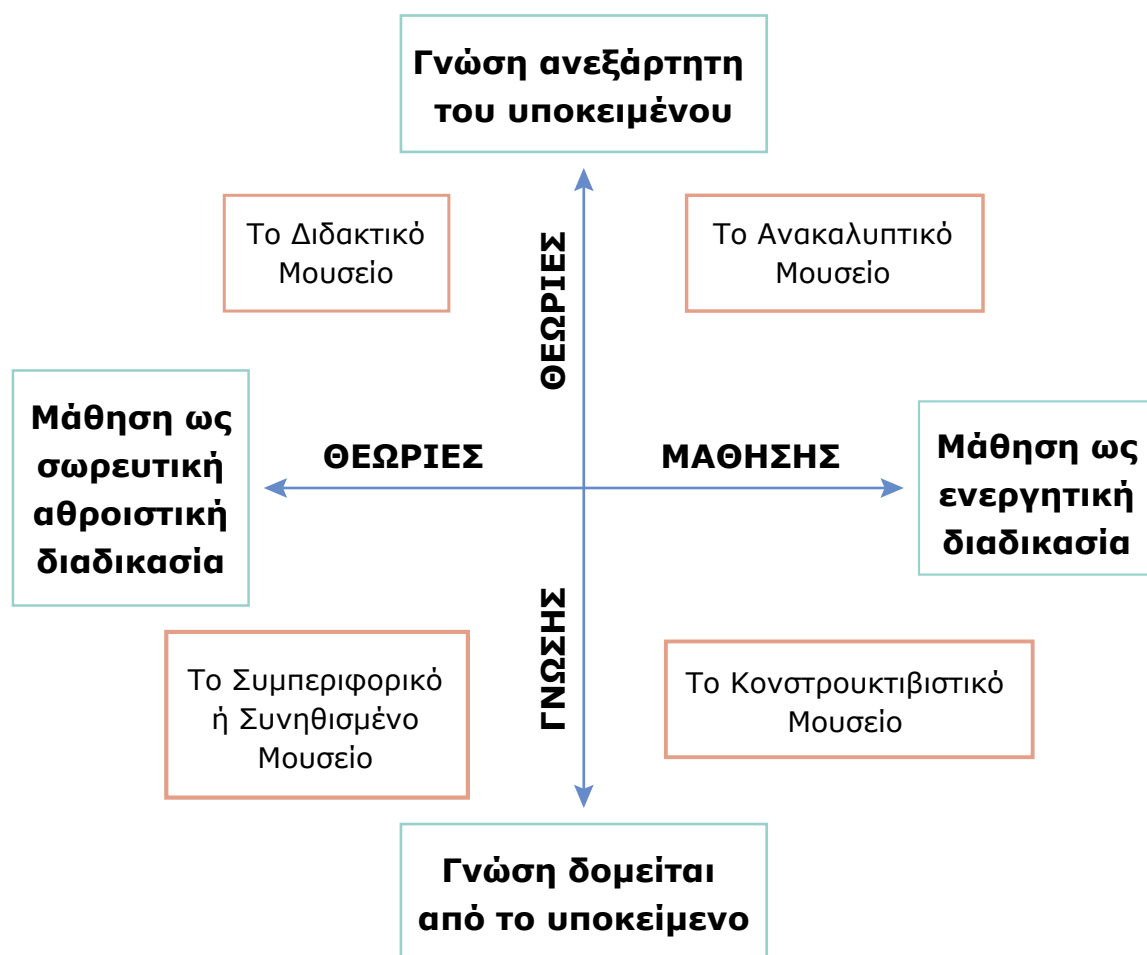 Γνώση ανεξάρτητη
του υποκειμένου
Το Διδακτικό
Μουσείο
Το Ανακαλυπτικό
Μουσείο
ΘΕΩΡΙΕΣ
Μάθηση ως
σωρευτική
αθροιστική
διαδικασία
ΘΕΩΡΙΕΣ
ΜΑΘΗΣΗΣ
Μάθηση ως
ενεργητική
διαδικασία
ΓΝΩΣΗΣ
Το Συμπεριφορικό
ή Συνηθισμένο
Μουσείο
Το Κονστρουκτιβιστικό
Μουσείο
Γνώση δομείται
από το υποκείμενο